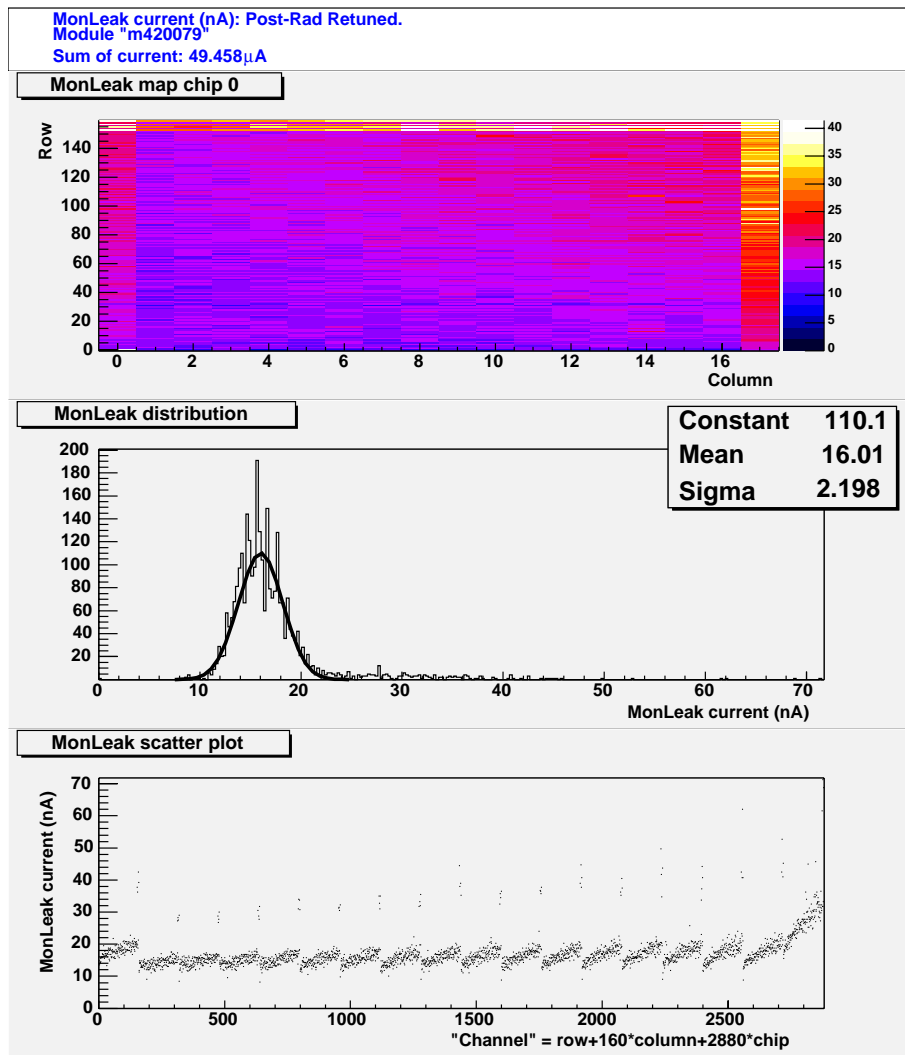 MonLeak current (nA): Post-Rad Retuned.
Module "m420079"
Sum of current: 49.458μA
MonLeak map chip 0
Row
140
120
100
80
60
40
20
0
0 2 4 6 8 10 12 14 16
Column
40
35
30
25
20
15
10
5
0
MonLeak distribution
Constant 110.1
Mean 16.01
Sigma 2.198
200
180
160
140
120
100
80
60
40
20
0 10 20 30 40 50 60 70
MonLeak current (nA)
MonLeak scatter plot
MonLeak current (nA)
70
60
50
40
30
20
10
0
0 500 1000 1500 2000 2500
"Channel" = row+160*column+2880*chip